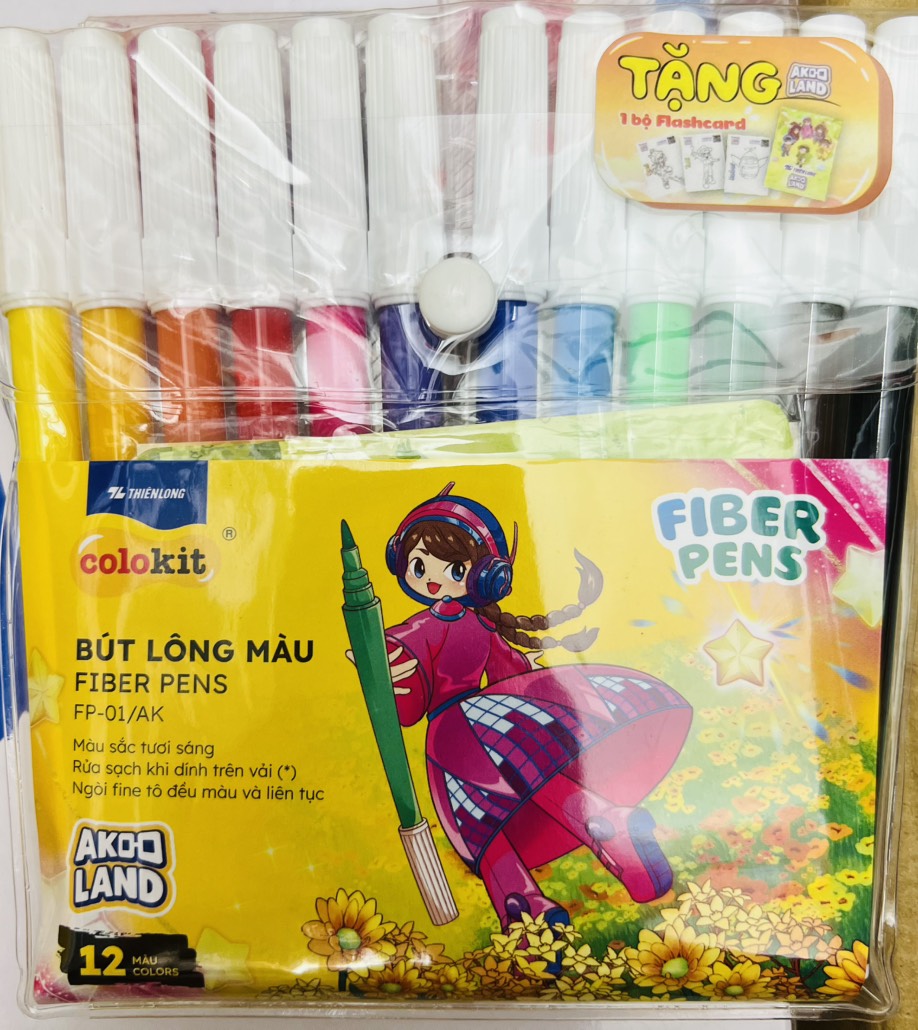 TẶNG AKOO LAND
1 bộ Flashcard
THIÊN LONG
colokit ®
FIBER
PENS
BÚT LÔNG MÀU
FIBER PENS
FP-01/AK
Màu sắc tươi sáng
Rửa sạch khi dính trên vải (*)
Ngòi fine tô đều màu và liên tục
AKOO
LAND
12 MÀU
COLORS